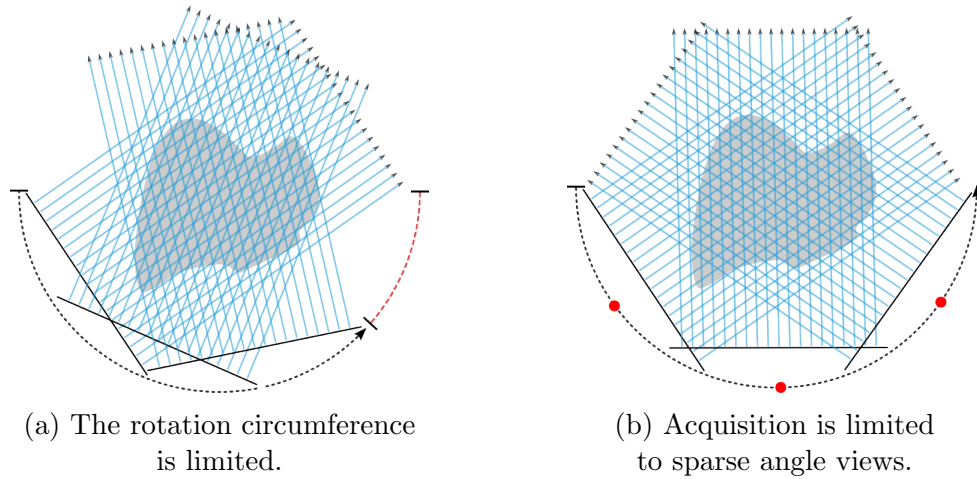 (a) The rotation circumference
is limited.
(b) Acquisition is limited
to sparse angle views.